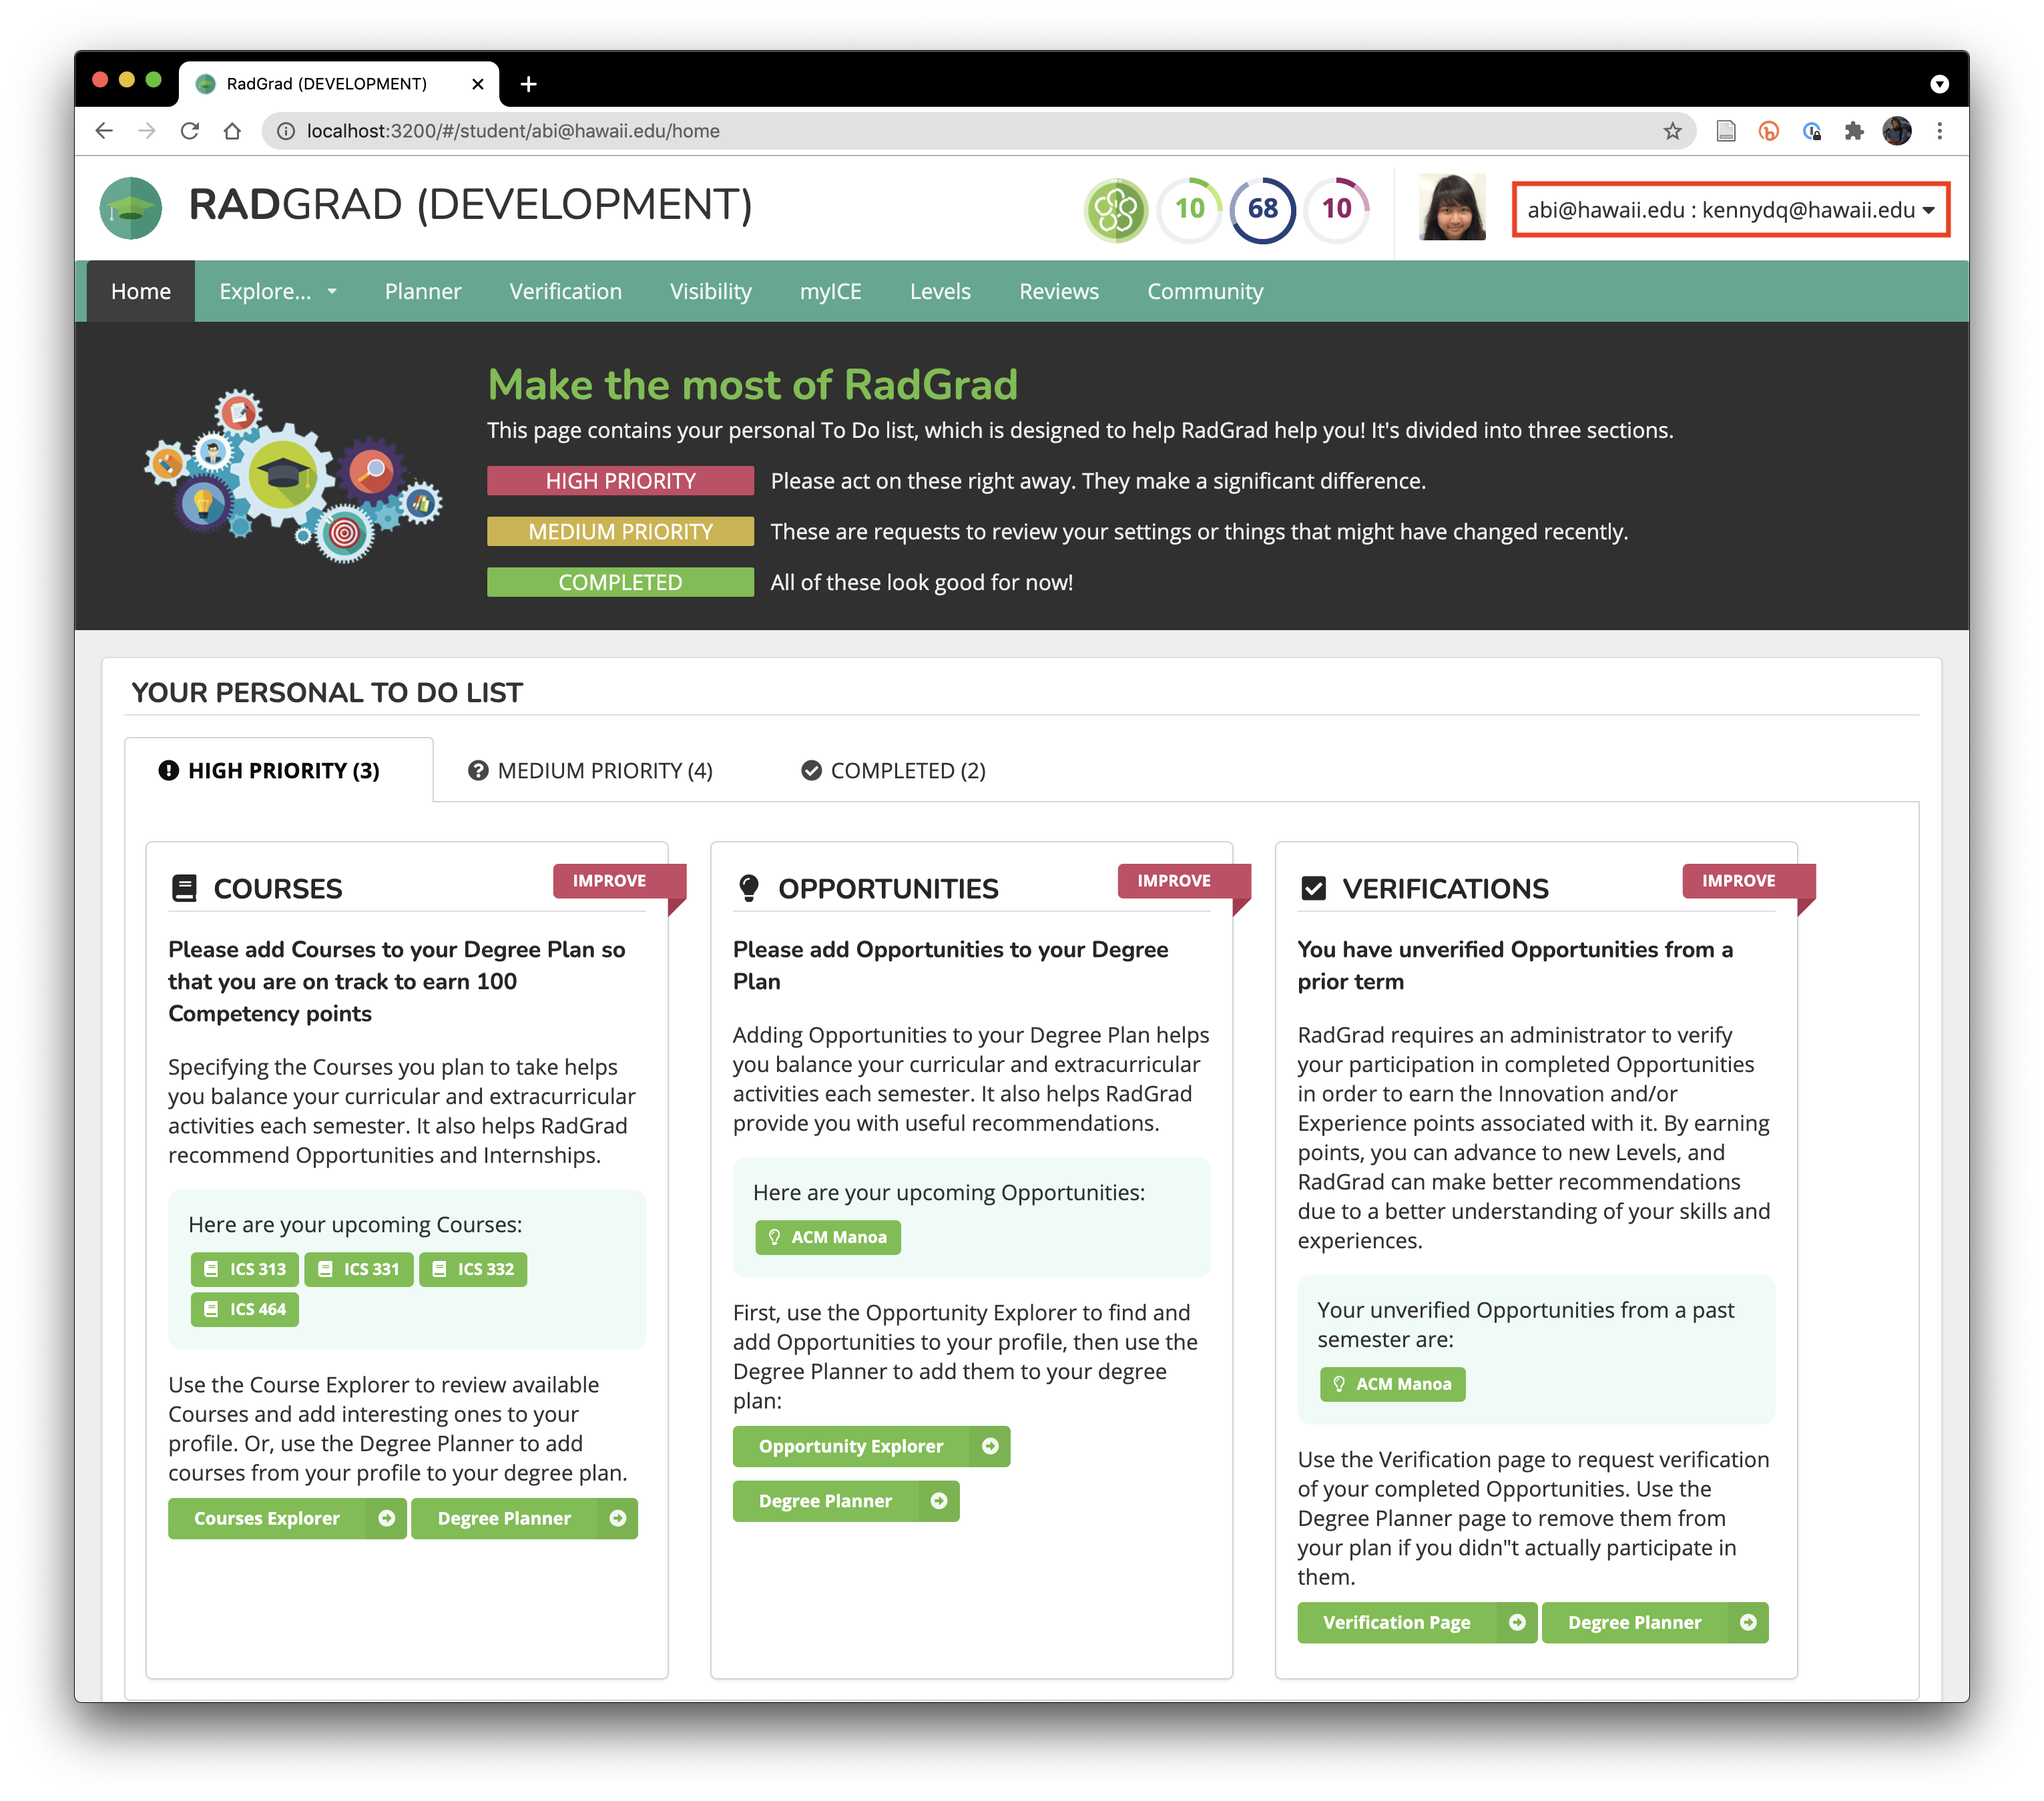 RadGrad (DEVELOPMENT)
localhost:3200/#/student/abi@hawaii.edu/home
RADGRAD (DEVELOPMENT)
10
68
10
abi@hawaii.edu : kennydq@hawaii.edu
Home
Explore...
Planner
Verification
Visibility
myICE
Levels
Reviews
Community
Make the most of RadGrad
This page contains your personal To Do list, which is designed to help RadGrad help you! It's divided into three sections.
HIGH PRIORITY
Please act on these right away. They make a significant difference.
MEDIUM PRIORITY
These are requests to review your settings or things that might have changed recently.
COMPLETED
All of these look good for now!
YOUR PERSONAL TO DO LIST
HIGH PRIORITY (3)
MEDIUM PRIORITY (4)
COMPLETED (2)
COURSES
IMPROVE
Please add Courses to your Degree Plan so
that you are on track to earn 100
Competency points
Specifying the Courses you plan to take helps
you balance your curricular and extracurricular
activities each semester. It also helps RadGrad
recommend Opportunities and Internships.
Here are your upcoming Courses:
ICS 313
ICS 331
ICS 332
ICS 464
Use the Course Explorer to review available
Courses and add interesting ones to your
profile. Or, use the Degree Planner to add
courses from your profile to your degree plan.
Courses Explorer
Degree Planner
OPPORTUNITIES
IMPROVE
Please add Opportunities to your Degree
Plan
Adding Opportunities to your Degree Plan helps
you balance your curricular and extracurricular
activities each semester. It also helps RadGrad
provide you with useful recommendations.
Here are your upcoming Opportunities:
ACM Manoa
First, use the Opportunity Explorer to find and
add Opportunities to your profile, then use the
Degree Planner to add them to your degree
plan:
Opportunity Explorer
Degree Planner
VERIFICATIONS
IMPROVE
You have unverified Opportunities from a
prior term
RadGrad requires an administrator to verify
your participation in completed Opportunities
in order to earn the Innovation and/or
Experience points associated with it. By earning
points, you can advance to new Levels, and
RadGrad can make better recommendations
due to a better understanding of your skills and
experiences.
Your unverified Opportunities from a past
semester are:
ACM Manoa
Use the Verification page to request verification
of your completed Opportunities. Use the
Degree Planner page to remove them from
your plan if you didn"t actually participate in
them.
Verification Page
Degree Planner